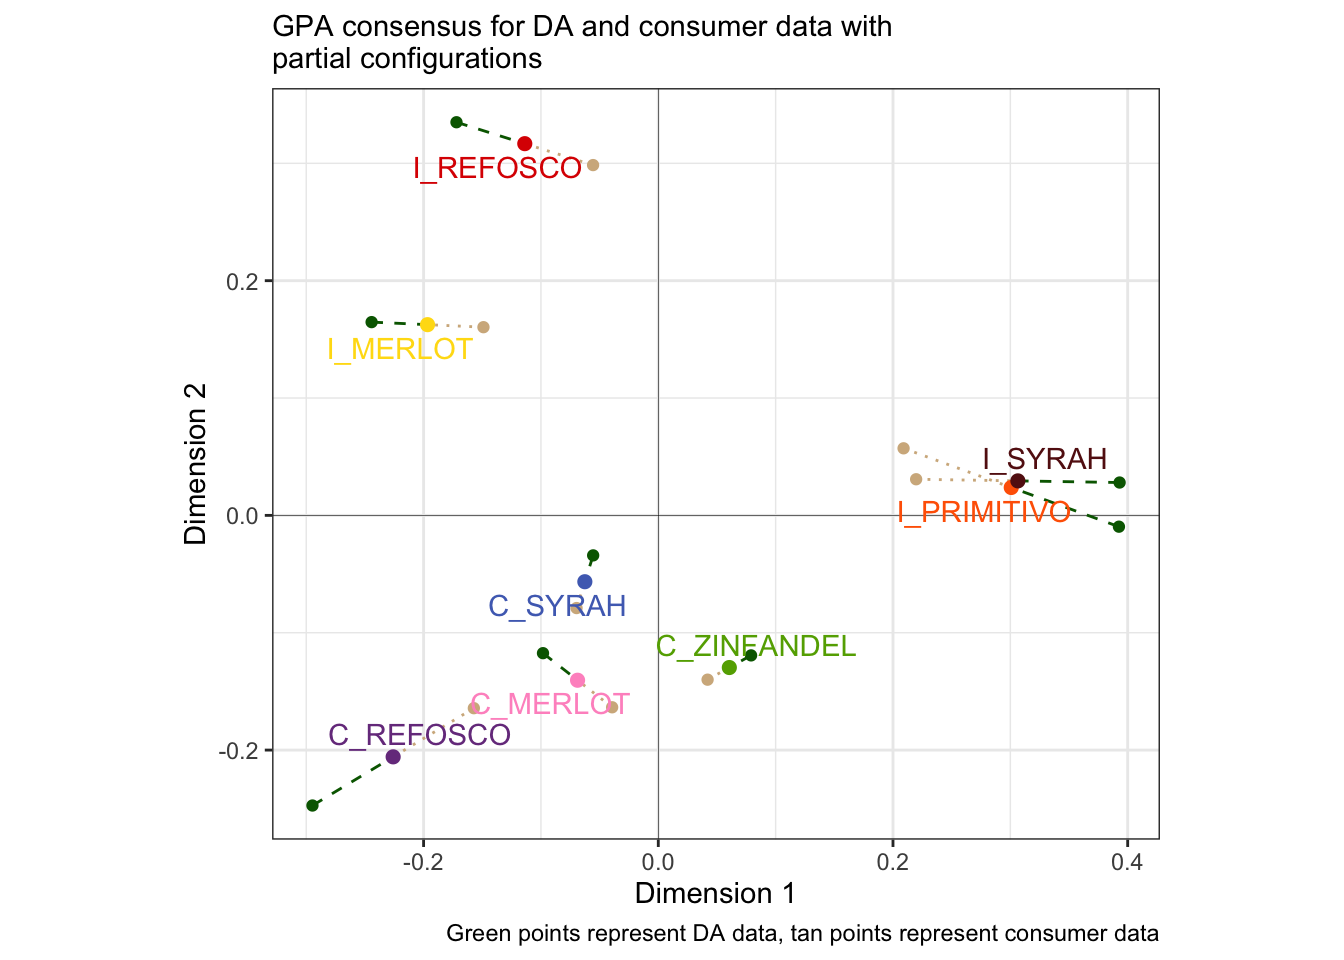 GPA consensus for DA and consumer data with
partial configurations
I_REFOSCO
0.2
I_MERLOT
Dimension 2
I_SYRAH
I_PRIMITIVO
0.0
C_SYRAH
C_ZINFANDEL
C_MERLOT
C_REFOSCO
-0.2
-0.2 0.0 0.2 0.4
Dimension 1
Green points represent DA data, tan points represent consumer data